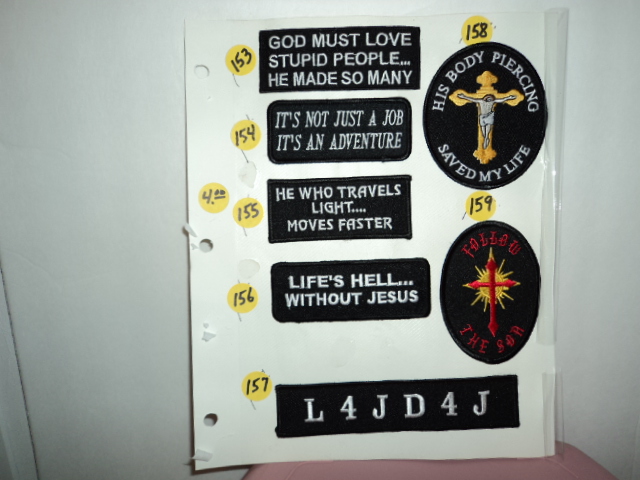 153
GOD MUST LOVE
STUPID PEOPLE...
HE MADE SO MANY
154
IT'S NOT JUST A JOB
IT'S AN ADVENTURE
4.00
155
HE WHO TRAVELS
LIGHT....
MOVES FASTER
156
LIFE'S HELL...
WITHOUT JESUS
157
L4JD4J
158
HIS BODY PIERCING
SAVED MY LIFE
159
FOLLOW
THE SON